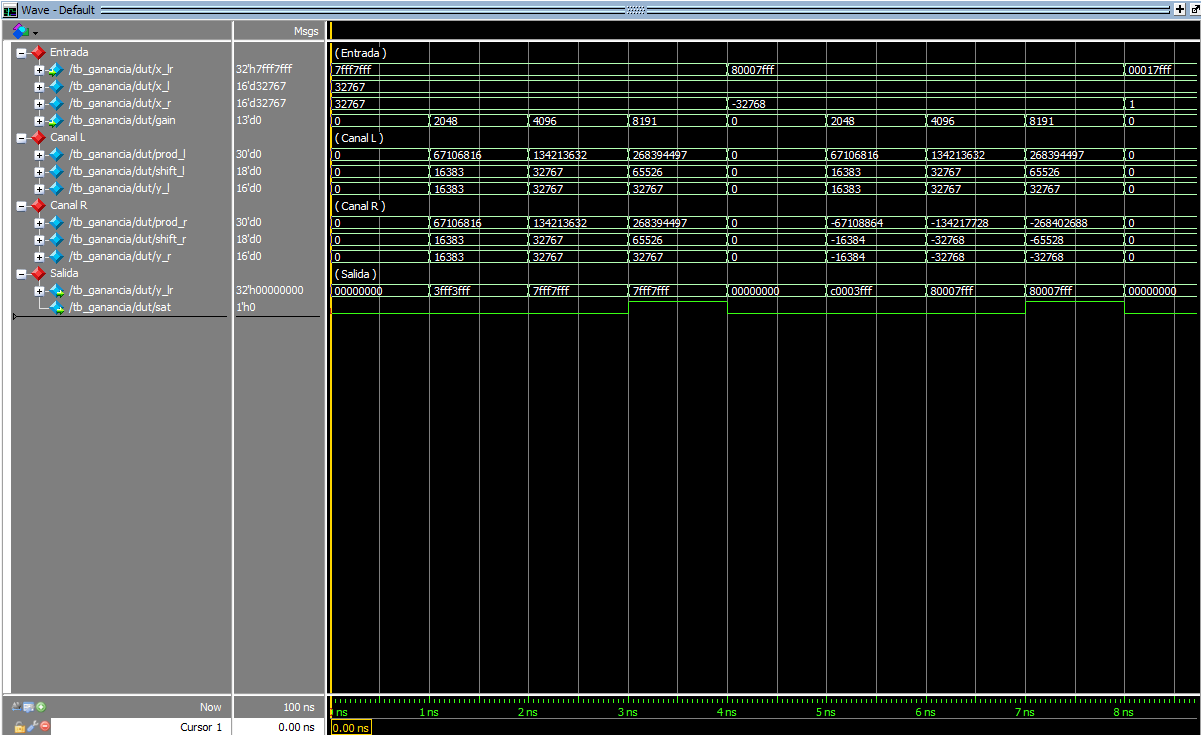 Wave - Default
Msgs
Entrada (Entrada)
/tb_ganancia/dut/x_lr 32'h7fff7fff 7fff7fff 80007fff 00017fff
/tb_ganancia/dut/x_l 16'd32767 32767
/tb_ganancia/dut/x_r 16'd32767 32767 -32768 1
/tb_ganancia/dut/gain 13'd0 0 2048 4096 8191 0 2048 4096 8191 0
Canal L (Canal L)
/tb_ganancia/dut/prod_l 30'd0 0 67106816 134213632 268394497 0 67106816 134213632 268394497 0
/tb_ganancia/dut/shift_l 18'd0 0 16383 32767 65526 0 16383 32767 65526 0
/tb_ganancia/dut/y_l 16'd0 0 16383 32767 32767 0 16383 32767 32767 0
Canal R (Canal R)
/tb_ganancia/dut/prod_r 30'd0 0 67106816 134213632 268394497 0 -67108864 -134217728 -268402688 0
/tb_ganancia/dut/shift_r 18'd0 0 16383 32767 65526 0 -16384 -32768 -65528 0
/tb_ganancia/dut/y_r 16'd0 0 16383 32767 32767 0 -16384 -32768 -32768 0
Salida (Salida)
/tb_ganancia/dut/y_lr 32'h00000000 00000000 3fff3fff 7fff7fff 7fff7fff 00000000 c0003fff 80007fff 80007fff 00000000
/tb_ganancia/dut/sat 1'h0
Now 100 ns ns 1 ns 2 ns 3 ns 4 ns 5 ns 6 ns 7 ns 8 ns
Cursor 1 0.00 ns 0.00 ns